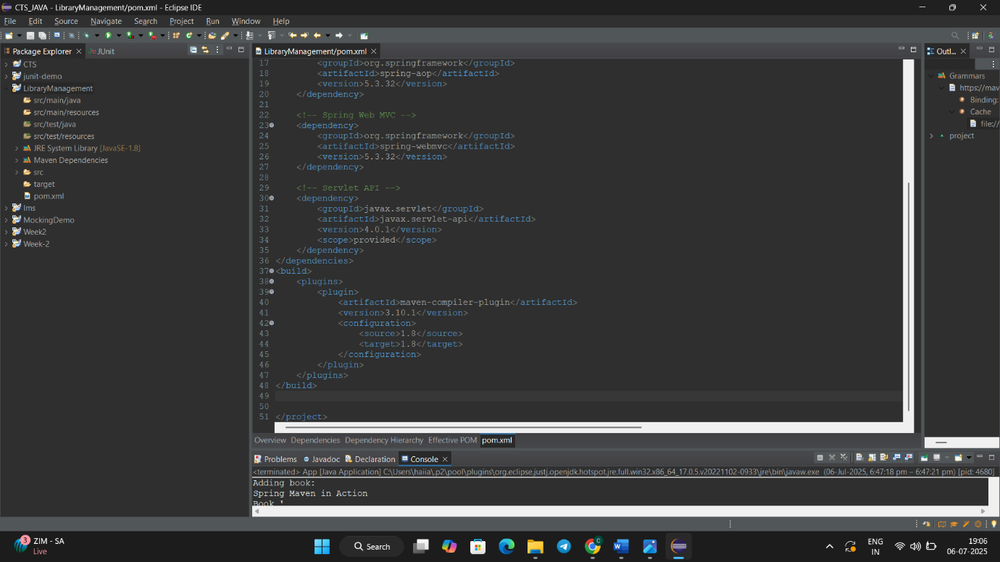 CTS_JAVA - LibraryManagement/pom.xml - Eclipse IDE
File Edit Source Navigate Search Project Run Window Help
Package Explorer
JUnit
CTS
junit-demo
LibraryManagement
src/main/java
src/main/resources
src/test/java
src/test/resources
JRE System Library [JavaSE-1.8]
Maven Dependencies
src
target
pom.xml
lms
MockingDemo
Week2
Week-2
LibraryManagement/pom.xml
17 <groupId>org.springframework</groupId>
18 <artifactId>spring-aop</artifactId>
19 <version>5.3.32</version>
20 </dependency>
21
22 <!-- Spring Web MVC -->
23 <dependency>
24 <groupId>org.springframework</groupId>
25 <artifactId>spring-webmvc</artifactId>
26 <version>5.3.32</version>
27 </dependency>
28
29 <!-- Servlet API -->
30 <dependency>
31 <groupId>javax.servlet</groupId>
32 <artifactId>javax.servlet-api</artifactId>
33 <version>4.0.1</version>
34 <scope>provided</scope>
35 </dependency>
36 </dependencies>
37 <build>
38 <plugins>
39 <plugin>
40 <artifactId>maven-compiler-plugin</artifactId>
41 <version>3.10.1</version>
42 <configuration>
43 <source>1.8</source>
44 <target>1.8</target>
45 </configuration>
46 </plugin>
47 </plugins>
48 </build>
49
50
51 </project>
Overview Dependencies Dependency Hierarchy Effective POM pom.xml
Outl...
Grammars
https://mav
Binding:
Cache
file://
project
Problems Javadoc Declaration Console
<terminated> App [Java Application] C:\Users\haiia\.p2\pool\plugins\org.eclipse.justj.openjdk.hotspot.jre.full.win32.x86_64_17.0.5.v20221102-0933\jre\bin\javaw.exe (06-Jul-2025, 6:47:18 pm – 6:47:21 pm) [pid: 4680]
Adding book:
Spring Maven in Action
Book '
3
ZIM - SA
Live
Search
ENG
IN
19:06
06-07-2025